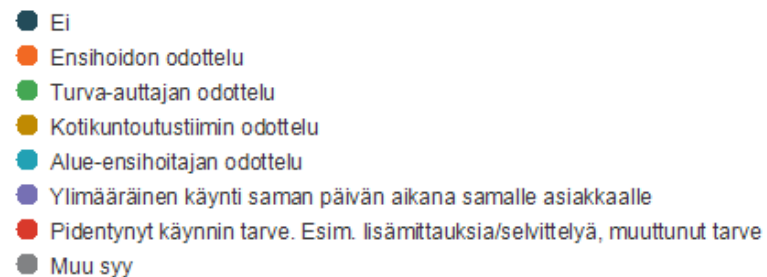 Ei
Ensihoidon odottelu
Turva-auttajan odottelu
Kotikuntoutustiimin odottelu
Alue-ensihoitajan odottelu
Ylimääräinen käynti saman päivän aikana samalle asiakkaalle
Pidentynyt käynnin tarve. Esim. lisämittauksia/selvittelyä, muuttunut tarve
Muu syy